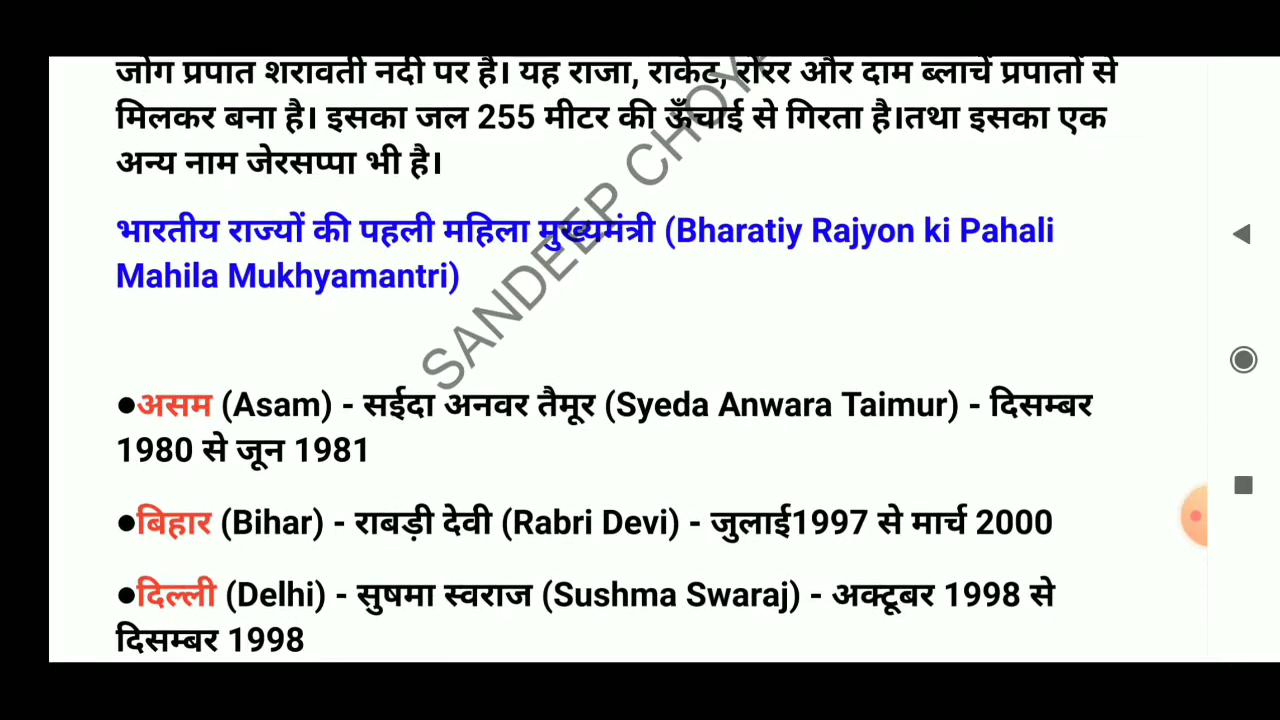 जोग प्रपात शरावती नदी पर है। यह राजा, राकेट, रोरर और दाम ब्लाचें प्रपातों से
मिलकर बना है। इसका जल 255 मीटर की ऊँचाई से गिरता है।तथा इसका एक
अन्य नाम जेरसप्पा भी है।
भारतीय राज्यों की पहली महिला मुख्यमंत्री (Bharatiy Rajyon ki Pahali
Mahila Mukhyamantri)
SANDEEP CHOY
●असम (Asam) - सईदा अनवर तैमूर (Syeda Anwara Taimur) - दिसम्बर
1980 से जून 1981
●बिहार (Bihar) - राबड़ी देवी (Rabri Devi) - जुलाई1997 से मार्च 2000
●दिल्ली (Delhi) - सुषमा स्वराज (Sushma Swaraj) - अक्टूबर 1998 से
दिसम्बर 1998